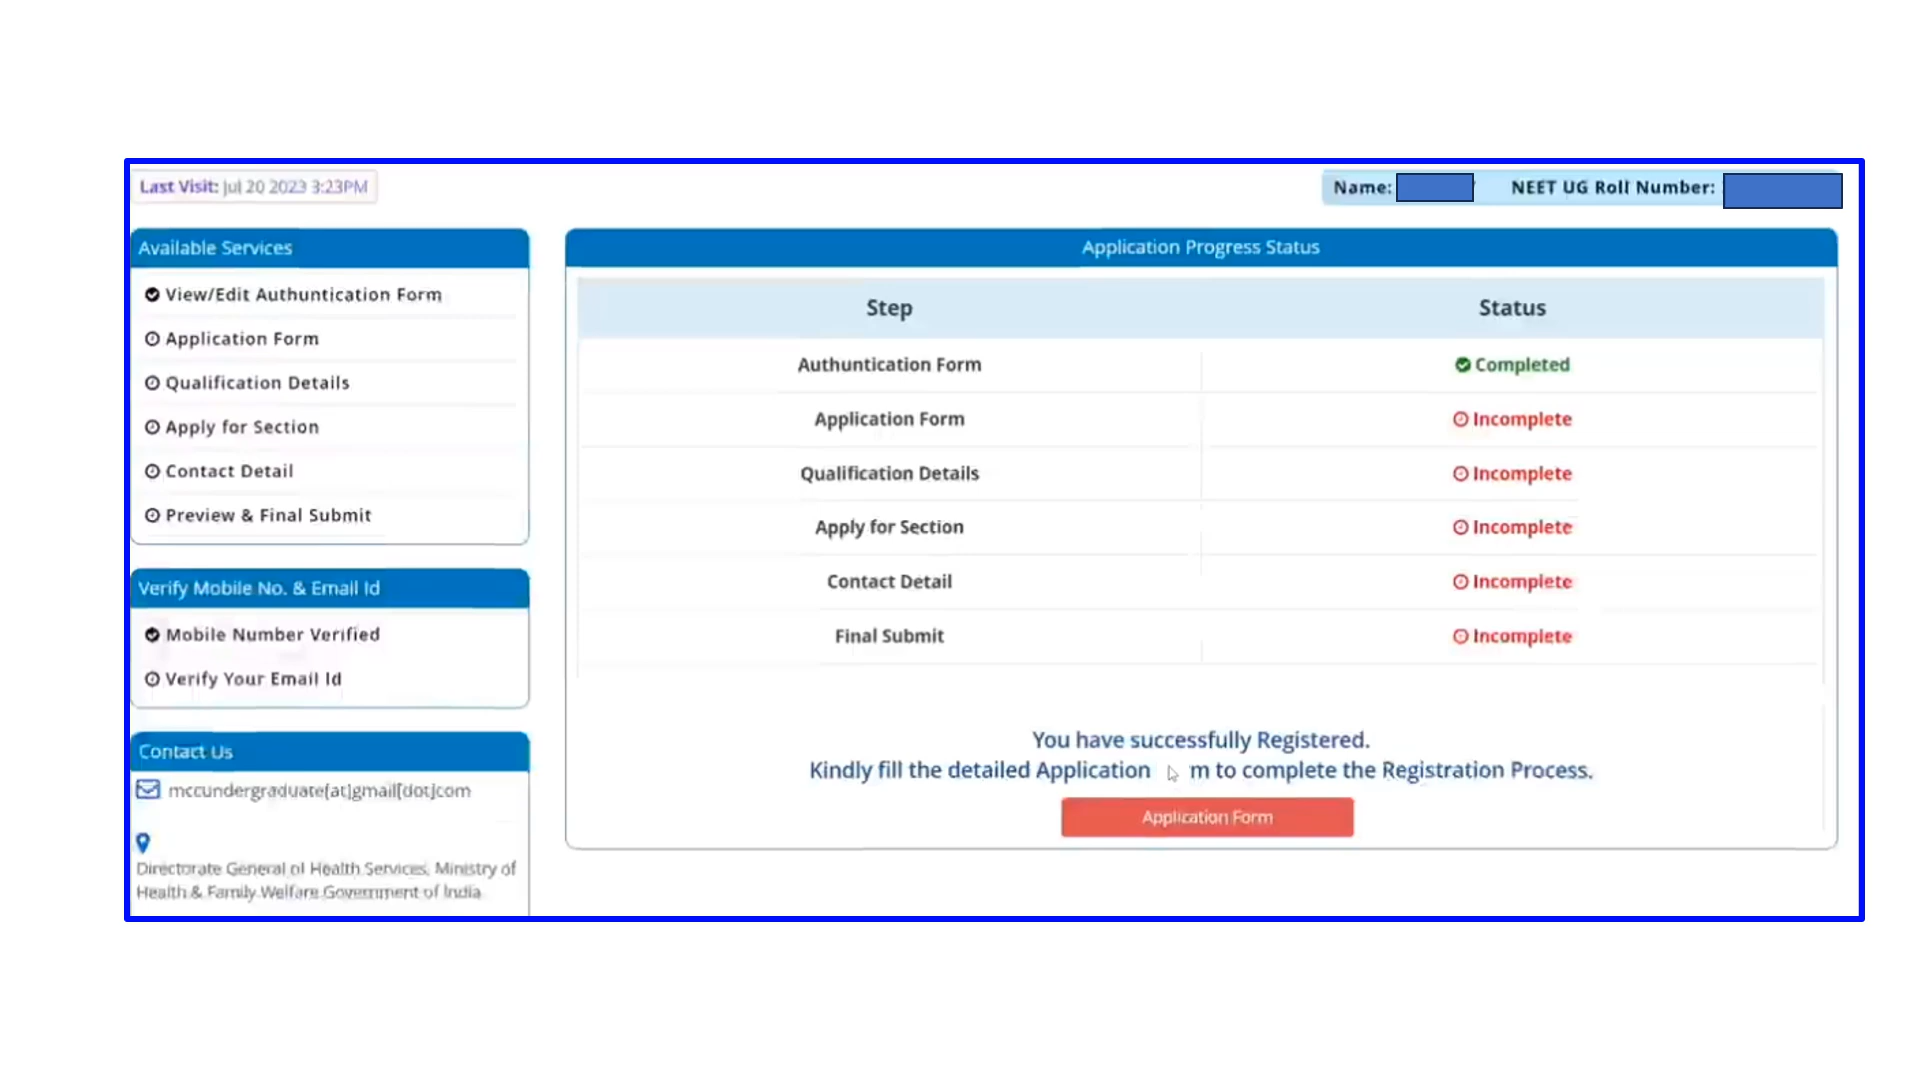 Last Visit: Jul 20 2023 3:23PM
Name:
NEET UG Roll Number:
Available Services
View/Edit Authuntication Form
Application Form
Qualification Details
Apply for Section
Contact Detail
Preview & Final Submit
Verify Mobile No. & Email Id
Mobile Number Verified
Verify Your Email Id
Contact Us
mccundergraduate[at]gmail[dot]com
Directorate General of Health Services, Ministry of
Health & Family Welfare Government of India
Application Progress Status
Step Status
Authuntication Form Completed
Application Form Incomplete
Qualification Details Incomplete
Apply for Section Incomplete
Contact Detail Incomplete
Final Submit Incomplete
You have successfully Registered.
Kindly fill the detailed Application m to complete the Registration Process.
Application Form